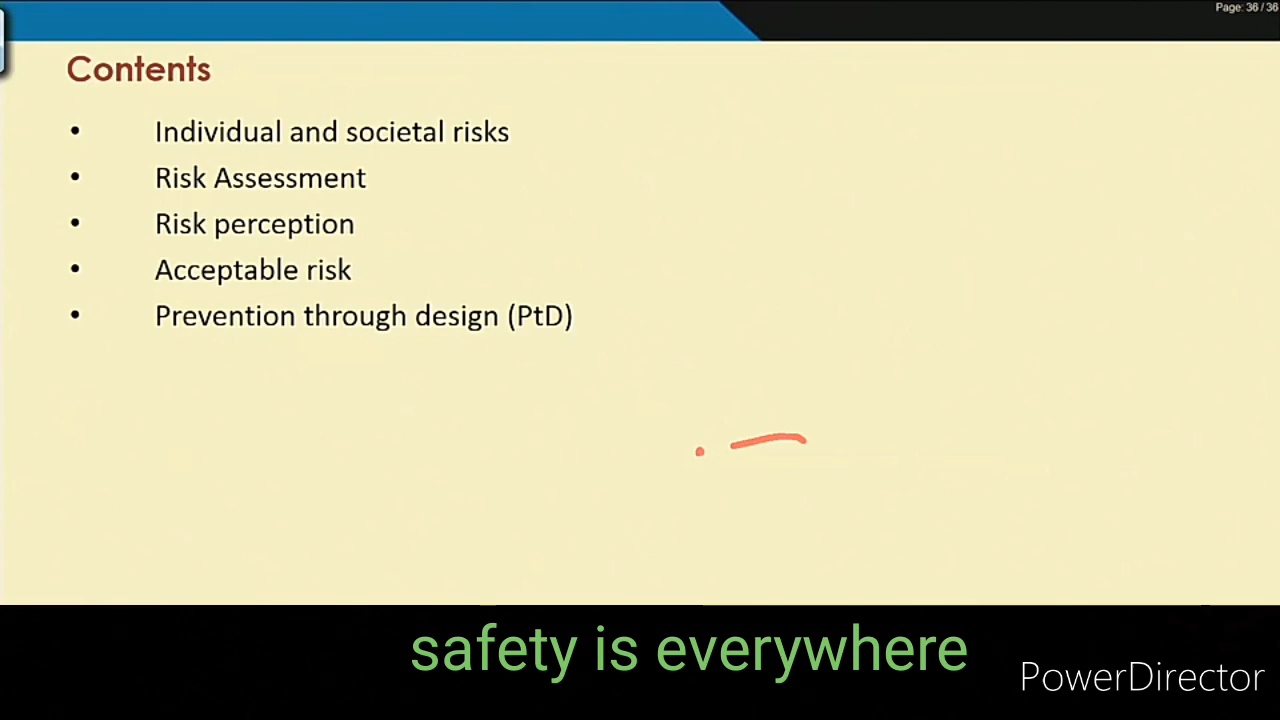 Page: 36 / 36
Contents
• Individual and societal risks
• Risk Assessment
• Risk perception
• Acceptable risk
• Prevention through design (PtD)
safety is everywhere
PowerDirector